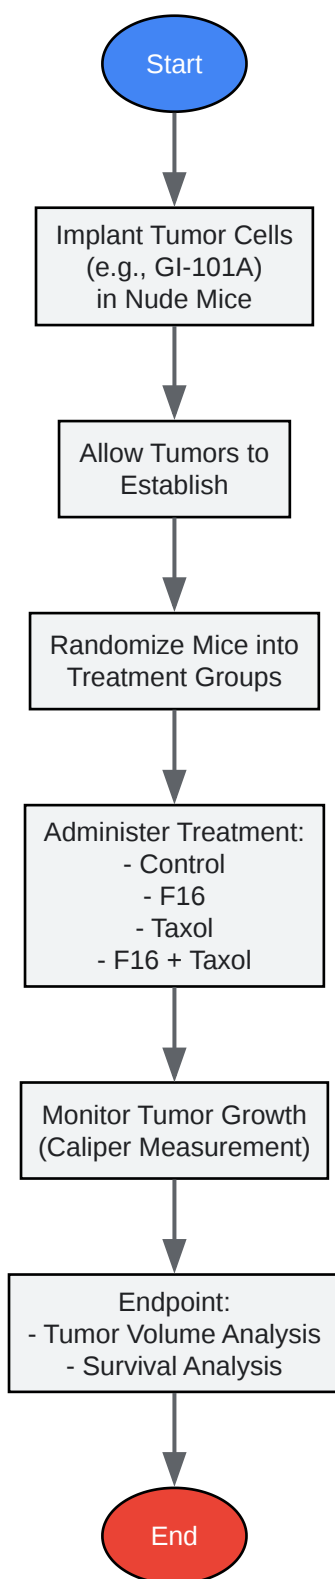 Start
Implant Tumor Cells
(e.g., GI-101A)
in Nude Mice
Allow Tumors to
Establish
Randomize Mice into
Treatment Groups
Administer Treatment:
- Control
- F16
- Taxol
- F16 + Taxol
Monitor Tumor Growth
(Caliper Measurement)
Endpoint:
- Tumor Volume Analysis
- Survival Analysis
End